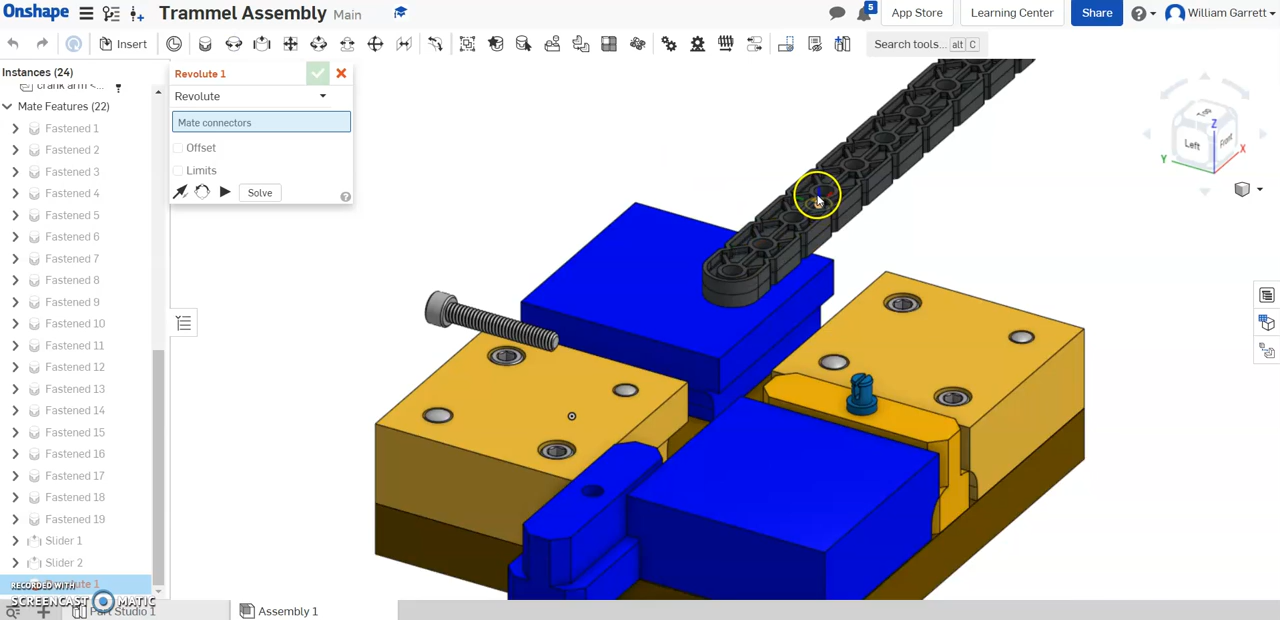 Onshape
Trammel Assembly Main
5
App Store
Learning Center
Share
William Garrett
Insert
Search tools... alt C
Instances (24)
crank arm <...
Mate Features (22)
Fastened 1
Fastened 2
Fastened 3
Fastened 4
Fastened 5
Fastened 6
Fastened 7
Fastened 8
Fastened 9
Fastened 10
Fastened 11
Fastened 12
Fastened 13
Fastened 14
Fastened 15
Fastened 16
Fastened 17
Fastened 18
Fastened 19
Slider 1
Slider 2
Revolute 1
Revolute 1
Revolute
Mate connectors
Offset
Limits
Solve
Top
Left
Front
Z
Y
X
RECORDED WITH
SCREENCAST MATIC
Part Studio 1
Assembly 1